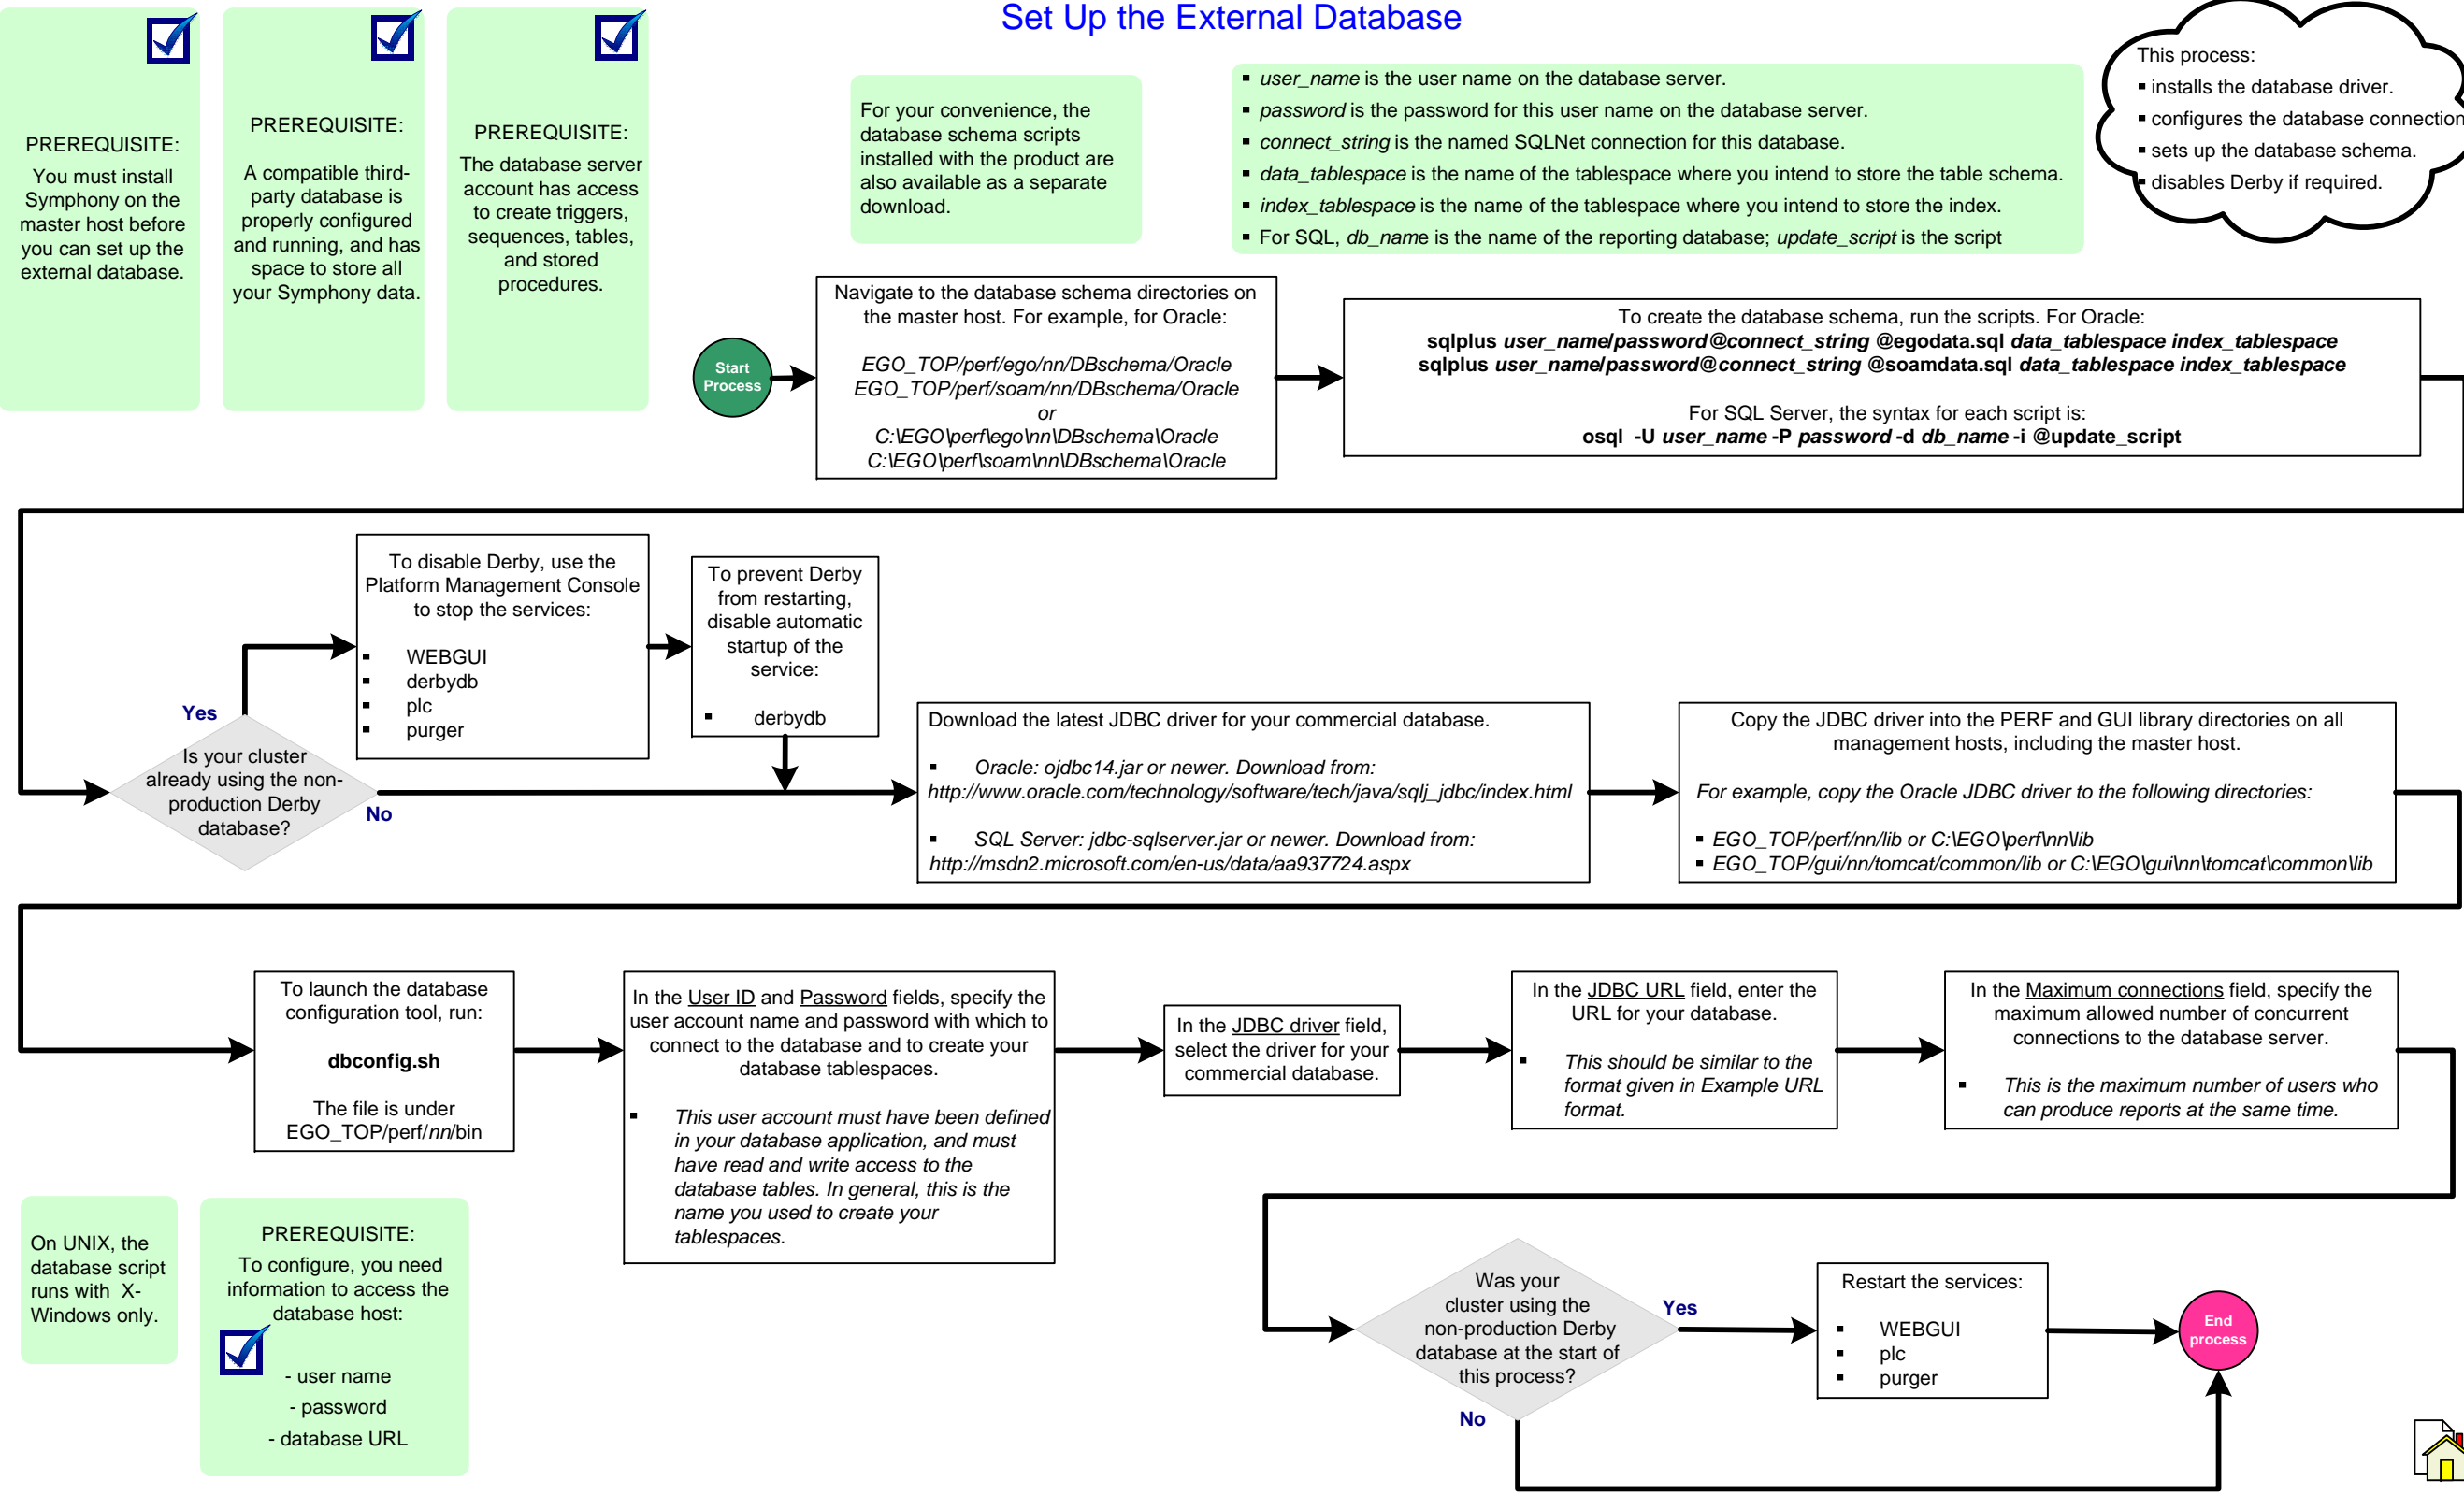 Set Up the External Database
PREREQUISITE:
You must install
Symphony on the
master host before
you can set up the
external database.
PREREQUISITE:
A compatible third-
party database is
properly configured
and running, and has
space to store all
your Symphony data.
PREREQUISITE:
The database server
account has access
to create triggers,
sequences, tables,
and stored
procedures.
For your convenience, the
database schema scripts
installed with the product are
also available as a separate
download.
▪ user_name is the user name on the database server.
▪ password is the password for this user name on the database server.
▪ connect_string is the named SQLNet connection for this database.
▪ data_tablespace is the name of the tablespace where you intend to store the table schema.
▪ index_tablespace is the name of the tablespace where you intend to store the index.
▪ For SQL, db_name is the name of the reporting database; update_script is the script
This process:
▪ installs the database driver.
▪ configures the database connection
▪ sets up the database schema.
▪ disables Derby if required.
Start
Process
Navigate to the database schema directories on
the master host. For example, for Oracle:
EGO_TOP/perf/ego/nn/DBschema/Oracle
EGO_TOP/perf/soam/nn/DBschema/Oracle
or
C:\EGO\perf\ego\nn\DBschema\Oracle
C:\EGO\perf\soam\nn\DBschema\Oracle
To create the database schema, run the scripts. For Oracle:
sqlplus user_name/password@connect_string @egodata.sql data_tablespace index_tablespace
sqlplus user_name/password@connect_string @soamdata.sql data_tablespace index_tablespace
For SQL Server, the syntax for each script is:
osql -U user_name -P password -d db_name -i @update_script
Is your cluster
already using the non-
production Derby
database?
Yes
No
To disable Derby, use the
Platform Management Console
to stop the services:
▪ WEBGUI
▪ derbydb
▪ plc
▪ purger
To prevent Derby
from restarting,
disable automatic
startup of the
service:
▪ derbydb
Download the latest JDBC driver for your commercial database.
▪ Oracle: ojdbc14.jar or newer. Download from:
http://www.oracle.com/technology/software/tech/java/sqlj_jdbc/index.html
▪ SQL Server: jdbc-sqlserver.jar or newer. Download from:
http://msdn2.microsoft.com/en-us/data/aa937724.aspx
Copy the JDBC driver into the PERF and GUI library directories on all
management hosts, including the master host.
For example, copy the Oracle JDBC driver to the following directories:
▪ EGO_TOP/perf/nn/lib or C:\EGO\perf\nn\lib
▪ EGO_TOP/gui/nn/tomcat/common/lib or C:\EGO\gui\nn\tomcat\common\lib
To launch the database
configuration tool, run:
dbconfig.sh
The file is under
EGO_TOP/perf/nn/bin
In the User ID and Password fields, specify the
user account name and password with which to
connect to the database and to create your
database tablespaces.
▪ This user account must have been defined
in your database application, and must
have read and write access to the
database tables. In general, this is the
name you used to create your
tablespaces.
In the JDBC driver field,
select the driver for your
commercial database.
In the JDBC URL field, enter the
URL for your database.
▪ This should be similar to the
format given in Example URL
format.
In the Maximum connections field, specify the
maximum allowed number of concurrent
connections to the database server.
▪ This is the maximum number of users who
can produce reports at the same time.
On UNIX, the
database script
runs with X-
Windows only.
PREREQUISITE:
To configure, you need
information to access the
database host:
- user name
- password
- database URL
Was your
cluster using the
non-production Derby
database at the start of
this process?
Yes
No
Restart the services:
▪ WEBGUI
▪ plc
▪ purger
End
process